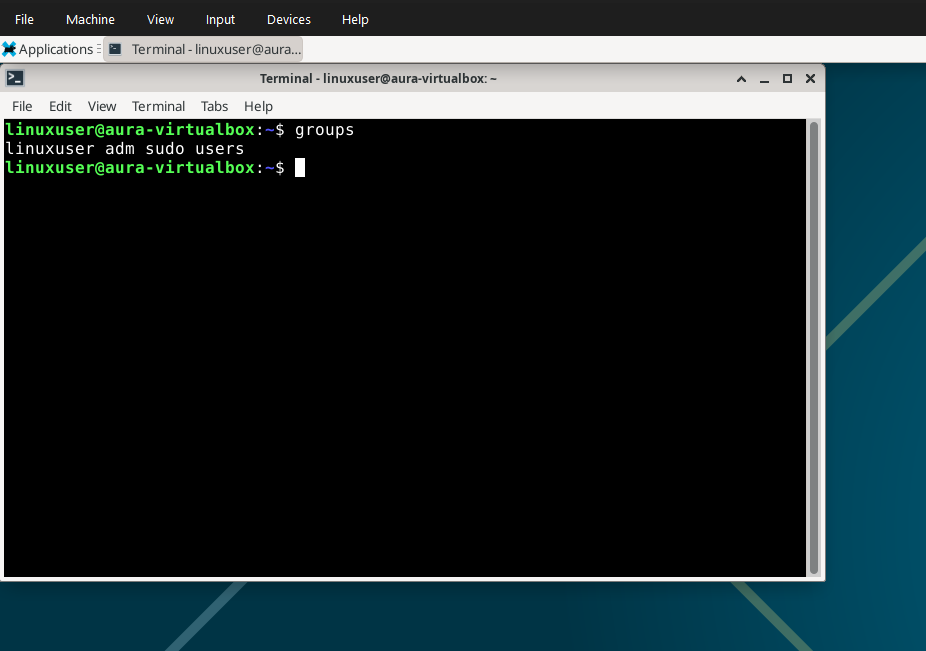 File Machine View Input Devices Help
Applications Terminal - linuxuser@aura...
Terminal - linuxuser@aura-virtualbox: ~
File Edit View Terminal Tabs Help
linuxuser@aura-virtualbox:~$ groups
linuxuser adm sudo users
linuxuser@aura-virtualbox:~$